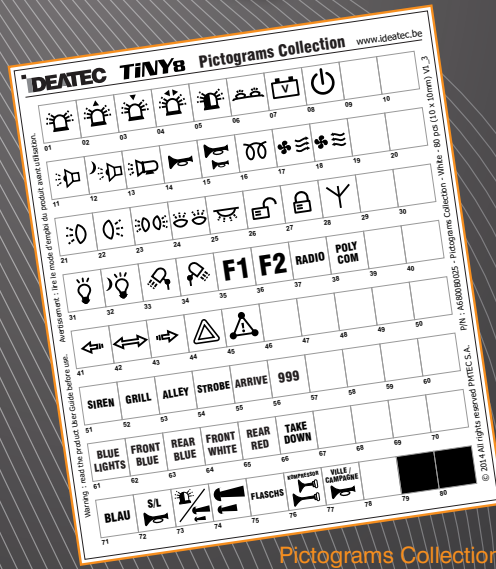 IDEATEC TiNY8 Pictograms Collection www.ideatec.be
V
01 02 03 04 05 06 07 08 09 10
11 12 13 14 15 16 17 18 19 20
21 22 23 24 25 26 27 28 29 30
F1 F2 RADIO POLY COM
31 32 33 34 35 36 37 38 39 40
41 42 43 44 45 46 47 48 49 50
SIREN GRILL ALLEY STROBE ARRIVE 999
51 52 53 54 55 56 57 58 59 60
BLUE LIGHTS FRONT BLUE REAR BLUE FRONT WHITE REAR RED TAKE DOWN
61 62 63 64 65 66 67 68 69 70
BLAU S/L FLASCHS KOMPRESSOR VILLE / CAMPAGNE
71 72 73 74 75 76 77 78 79 80
Warning : read the product User Guide before use.
Avertissement : lire le mode d'emploi du produit avant utilisation.
© 2014 All rights reserved PMTEC S.A.
P/N : A6800B0025 - Pictograms Collection - White - 80 pcs (10 x 10mm) V1_3
Pictograms Collection